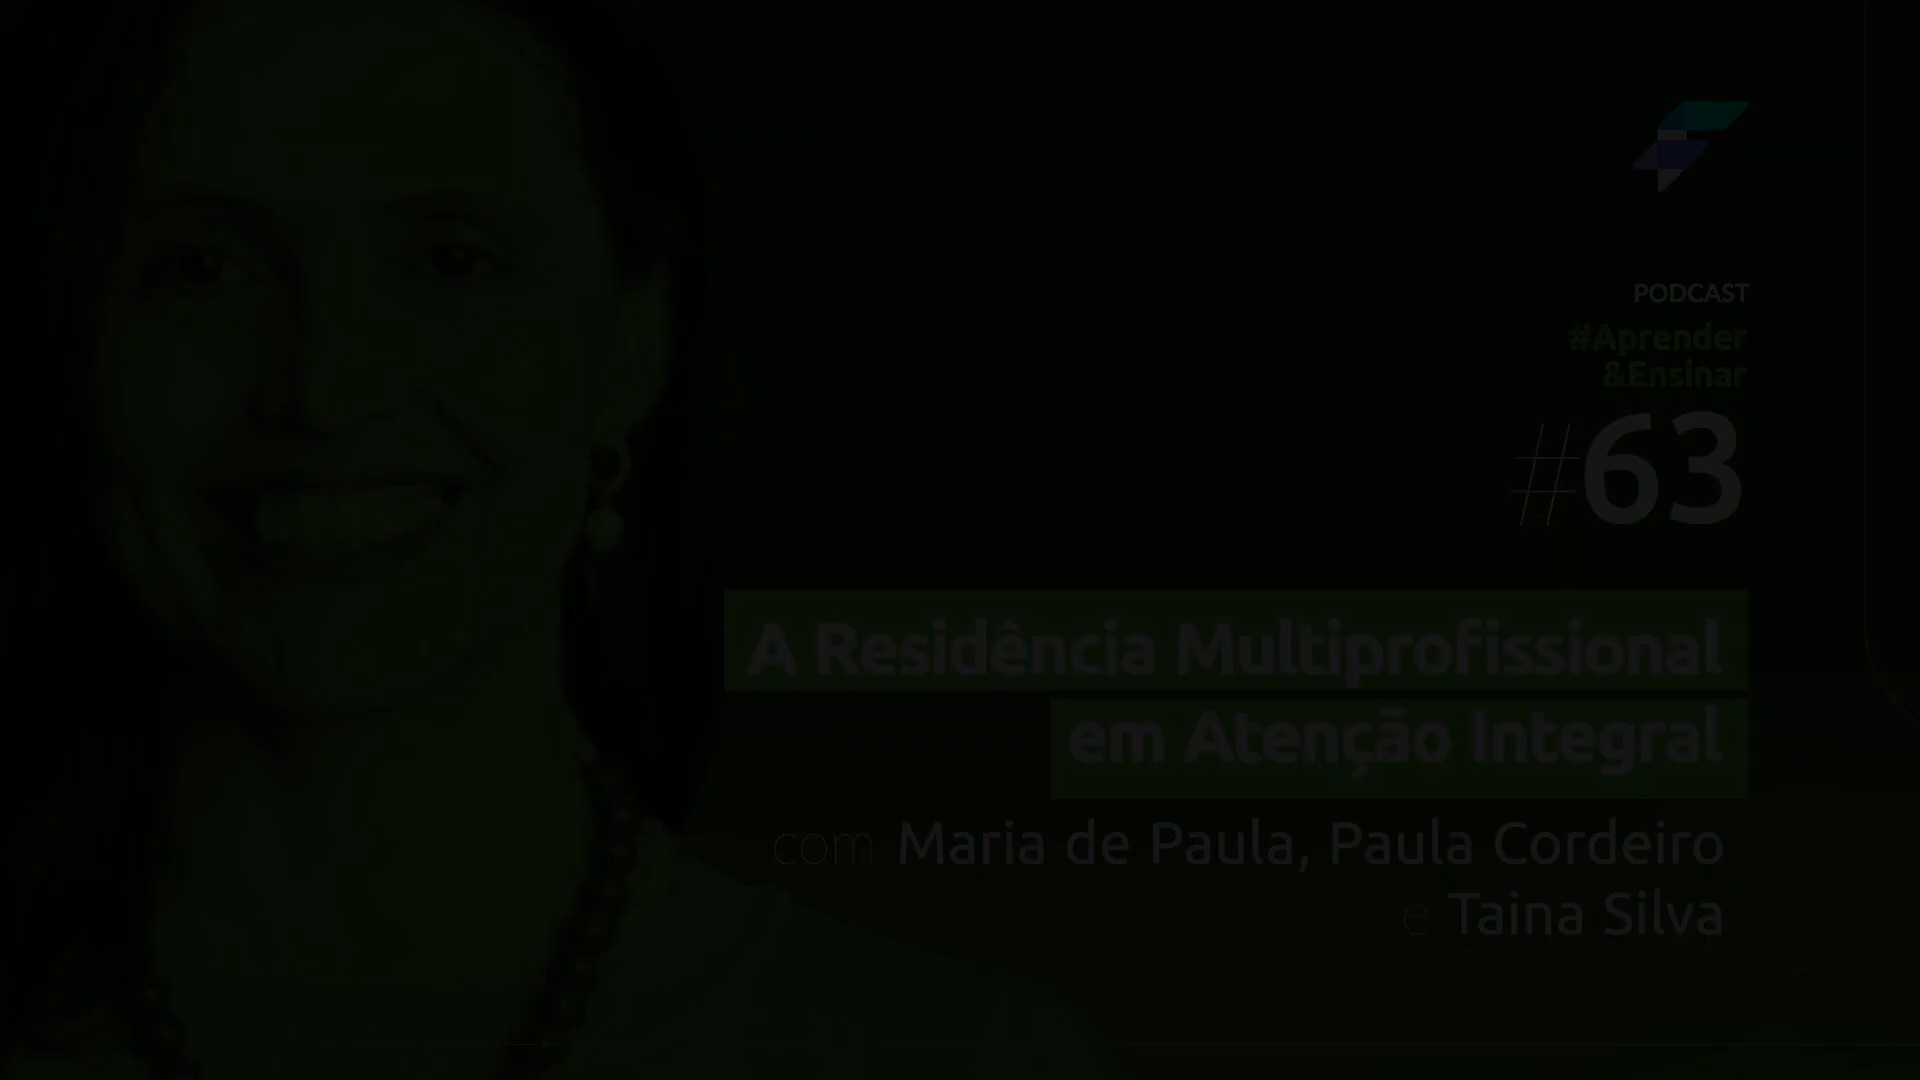 PODCAST
#Aprender
&Ensinar
#63
A Residência Multiprofissional
em Atenção Integral
com Maria de Paula, Paula Cordeiro
e Taina Silva